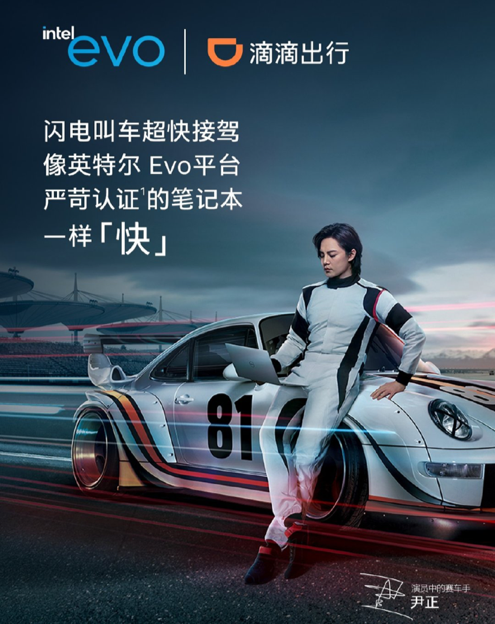 intel evo
滴滴出行
闪电叫车超快接驾
像英特尔 Evo平台
严苛认证¹的笔记本
一样「快」
81
演员中的赛车手
尹正